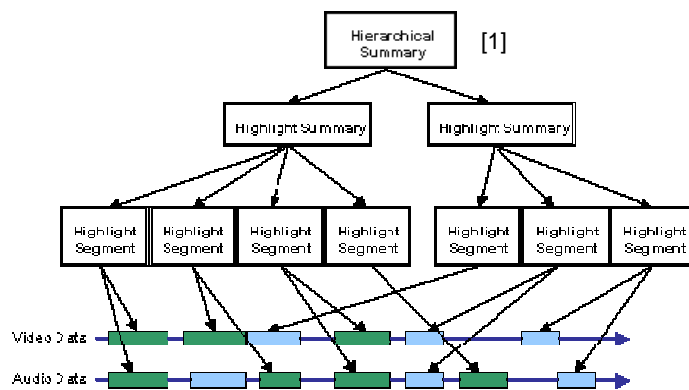 Hierarchical
Summary
[1]
Highlight Summary
Highlight Summary
Highlight
Segment
Highlight
Segment
Highlight
Segment
Highlight
Segment
Highlight
Segment
Highlight
Segment
Highlight
Segment
Video Data
Audio Data